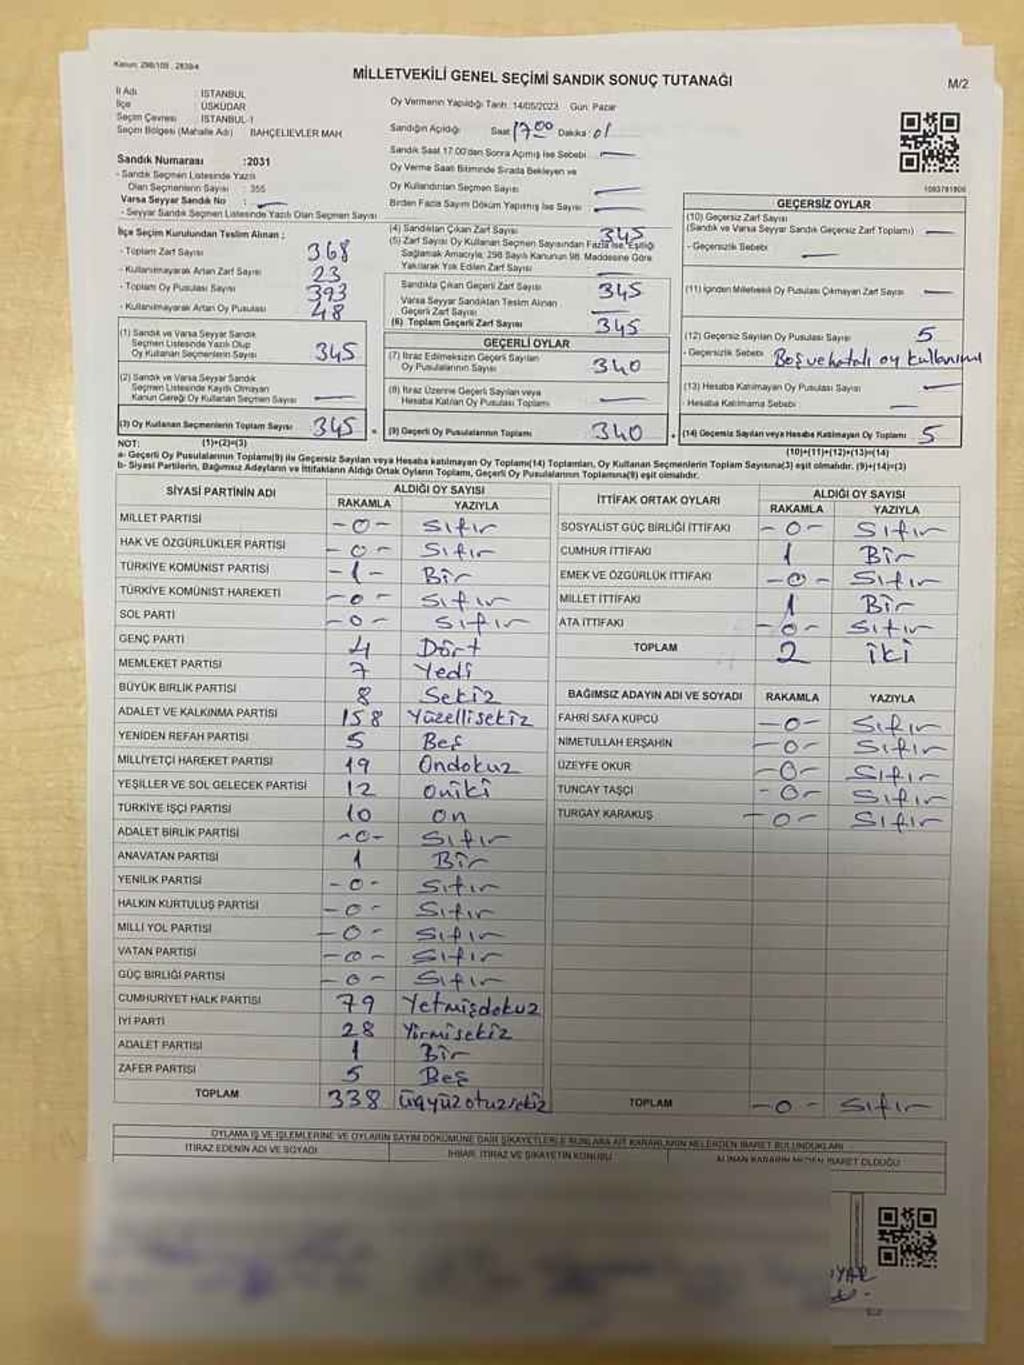 Kanun: 298/105 , 2839/4
MİLLETVEKİLİ GENEL SEÇİMİ SANDIK SONUÇ TUTANAĞI
M/2
İl Adı : İSTANBUL
İlçe : ÜSKÜDAR
Seçim Çevresi : İSTANBUL-1
Seçim Bölgesi (Mahalle Adı) BAHÇELİEVLER MAH
Sandık Numarası :2031
- Sandık Seçmen Listesinde Yazılı
Olan Seçmenlerin Sayısı : 355
Varsa Seyyar Sandık No : —
- Seyyar Sandık Seçmen Listesinde Yazılı Olan Seçmen Sayısı
İlçe Seçim Kurulundan Teslim Alınan ;
- Toplam Zarf Sayısı 368
- Kullanılmayarak Artan Zarf Sayısı 23
- Toplam Oy Pusulası Sayısı 393
- Kullanılmayarak Artan Oy Pusulası 48
(1) Sandık ve Varsa Seyyar Sandık
Seçmen Listesinde Yazılı Olup
Oy Kullanan Seçmenlerin Sayısı 345
(2) Sandık ve Varsa Seyyar Sandık
Seçmen Listesinde Kayıtlı Olmayan
Kanun Gereği Oy Kullanan Seçmen Sayısı —
(3) Oy Kullanan Seçmenlerin Toplam Sayısı 345
Oy Vermenin Yapıldığı Tarih: 14/05/2023 Gün: Pazar
Sandığın Açıldığı Saat 17.00 Dakika : 01
Sandık Saat 17.00'dan Sonra Açılmış İse Sebebi —
Oy Verme Saati Bitiminde Sırada Bekleyen ve
Oy Kullandırılan Seçmen Sayısı —
Birden Fazla Sayım Döküm Yapılmış İse Sayısı —
(4) Sandıktan Çıkan Zarf Sayısı 345
(5) Zarf Sayısı Oy Kullanan Seçmen Sayısından Fazla ise, Eşitliği
Sağlamak Amacıyla, 298 Sayılı Kanunun 98. Maddesine Göre
Yakılarak Yok Edilen Zarf Sayısı —
Sandıkta Çıkan Geçerli Zarf Sayısı 345
Varsa Seyyar Sandıktan Teslim Alınan
Geçerli Zarf Sayısı —
(6) Toplam Geçerli Zarf Sayısı 345
GEÇERLİ OYLAR
(7) İtiraz Edilmeksizin Geçerli Sayılan
Oy Pusulalarının Sayısı 340
(8) İtiraz Üzerine Geçerli Sayılan veya
Hesaba Katılan Oy Pusulası Toplamı —
= (9) Geçerli Oy Pusulalarının Toplamı 340
1093781906
GEÇERSİZ OYLAR
(10) Geçersiz Zarf Sayısı
(Sandık ve Varsa Seyyar Sandık Geçersiz Zarf Toplamı) —
- Geçersizlik Sebebi —
(11) İçinden Milletvekili Oy Pusulası Çıkmayan Zarf Sayısı —
(12) Geçersiz Sayılan Oy Pusulası Sayısı 5
- Geçersizlik Sebebi Boş ve hatalı oy kullanımı
(13) Hesaba Katılmayan Oy Pusulası Sayısı —
- Hesaba Katılmama Sebebi —
+ (14) Geçersiz Sayılan veya Hesaba Katılmayan Oy Toplamı 5
NOT: (1)+(2)=(3) (10)+(11)+(12)+(13)=(14)
a- Geçerli Oy Pusulalarının Toplamı(9) ile Geçersiz Sayılan veya Hesaba katılmayan Oy Toplamı(14) Toplamları, Oy Kullanan Seçmenlerin Toplam Sayısına(3) eşit olmalıdır. (9)+(14)=(3)
b- Siyasi Partilerin, Bağımsız Adayların ve İttifakların Aldığı Ortak Oyların Toplamı, Geçerli Oy Pusulalarının Toplamına(9) eşit olmalıdır.
SİYASİ PARTİNİN ADI ALDIĞI OY SAYISI
RAKAMLA YAZIYLA
MİLLET PARTİSİ -0- Sıfır
HAK VE ÖZGÜRLÜKLER PARTİSİ -0- Sıfır
TÜRKİYE KOMÜNİST PARTİSİ -1- Bir
TÜRKİYE KOMÜNİST HAREKETİ -0- Sıfır
SOL PARTİ -0- Sıfır
GENÇ PARTİ 4 Dört
MEMLEKET PARTİSİ 7 Yedi
BÜYÜK BİRLİK PARTİSİ 8 Sekiz
ADALET VE KALKINMA PARTİSİ 158 Yüzellisekiz
YENİDEN REFAH PARTİSİ 5 Beş
MİLLİYETÇİ HAREKET PARTİSİ 19 Ondokuz
YEŞİLLER VE SOL GELECEK PARTİSİ 12 oniki
TÜRKİYE İŞÇİ PARTİSİ 10 on
ADALET BİRLİK PARTİSİ -0- Sıfır
ANAVATAN PARTİSİ 1 Bir
YENİLİK PARTİSİ -0- Sıfır
HALKIN KURTULUŞ PARTİSİ -0- Sıfır
MİLLİ YOL PARTİSİ -0- Sıfır
VATAN PARTİSİ -0- Sıfır
GÜÇ BİRLİĞİ PARTİSİ -0- Sıfır
CUMHURİYET HALK PARTİSİ 79 Yetmişdokuz
İYİ PARTİ 28 Yirmisekiz
ADALET PARTİSİ 1 Bir
ZAFER PARTİSİ 5 Beş
TOPLAM 338 üçyüzotuzsekiz
İTTİFAK ORTAK OYLARI ALDIĞI OY SAYISI
RAKAMLA YAZIYLA
SOSYALİST GÜÇ BİRLİĞİ İTTİFAKI -0- Sıfır
CUMHUR İTTİFAKI 1 Bir
EMEK VE ÖZGÜRLÜK İTTİFAKI -0- Sıfır
MİLLET İTTİFAKI 1 Bir
ATA İTTİFAKI -0- Sıfır
TOPLAM 2 iki
BAĞIMSIZ ADAYIN ADI VE SOYADI RAKAMLA YAZIYLA
FAHRİ SAFA KÜPCÜ -0- Sıfır
NİMETULLAH ERŞAHİN -0- Sıfır
ÜZEYFE OKUR -0- Sıfır
TUNCAY TAŞÇI -0- Sıfır
TURGAY KARAKUŞ -0- Sıfır
TOPLAM -0- Sıfır
OYLAMA İŞ VE İŞLEMLERİNE VE OYLARIN SAYIM DÖKÜMÜNE DAİR ŞİKAYETLERLE BUNLARA AİT KARARLARIN NELERDEN İBARET BULUNDUKLARI
İTİRAZ EDENİN ADI VE SOYADI İHBAR, İTİRAZ VE ŞİKAYETİN KONUSU ALINAN KARARIN NEDEN İBARET OLDUĞU